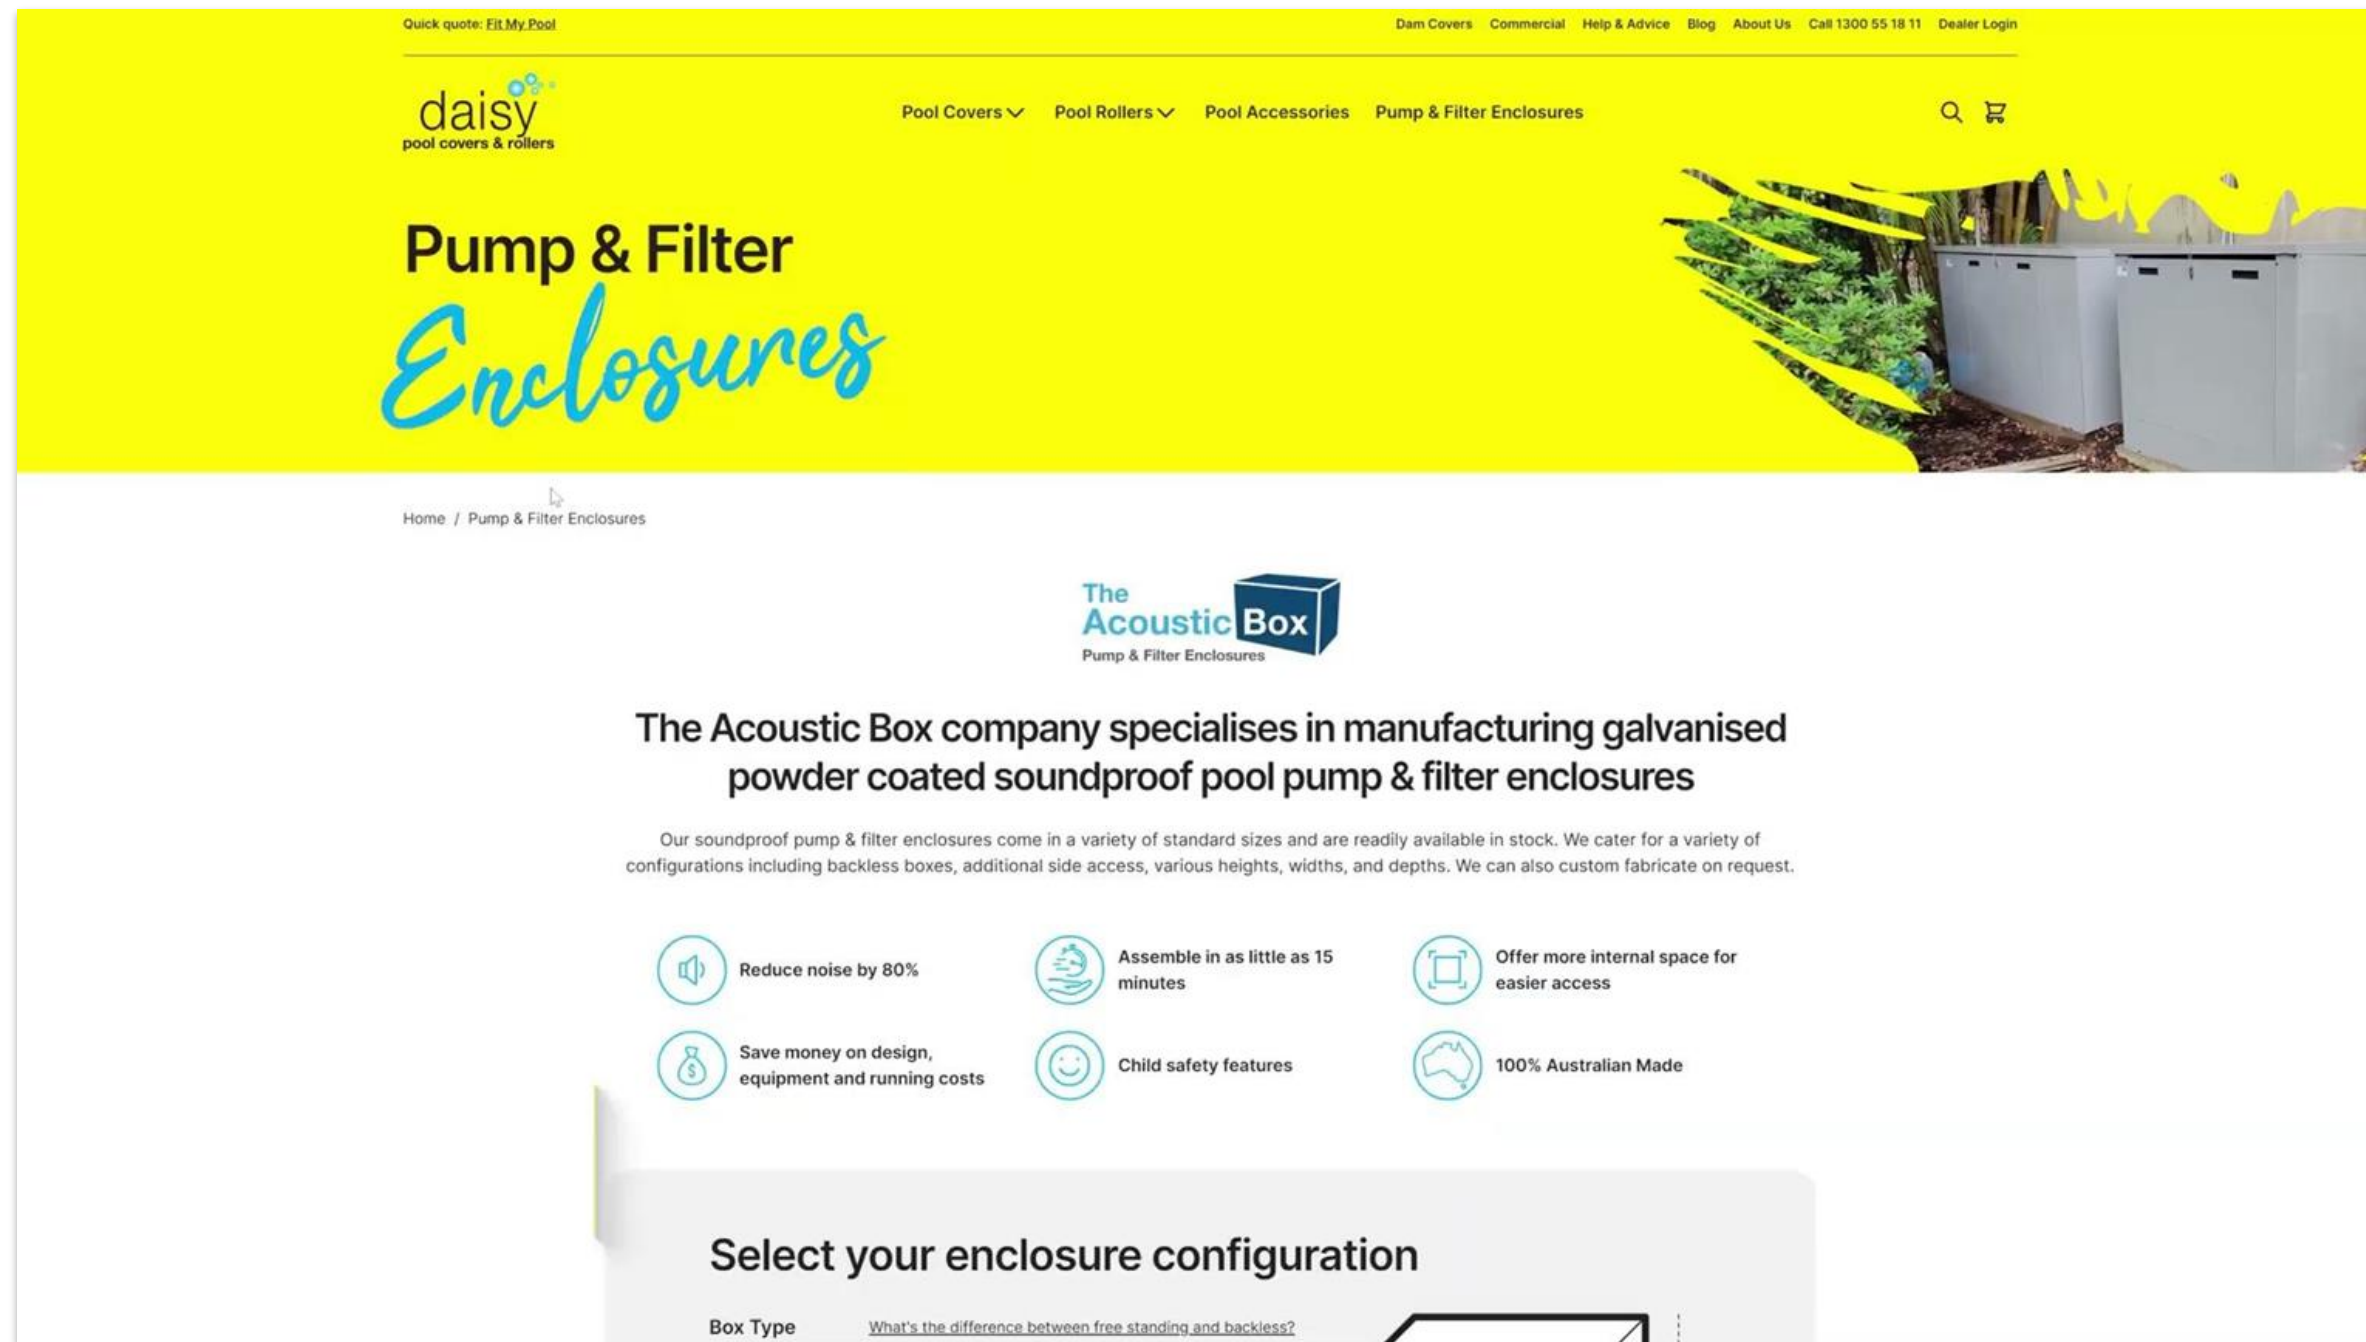 Quick quote: Fit My Pool
Dam Covers Commercial Help & Advice Blog About Us Call 1300 55 18 11 Dealer Login
daisy
pool covers & rollers
Pool Covers Pool Rollers Pool Accessories Pump & Filter Enclosures
Pump & Filter
Enclosures
Home / Pump & Filter Enclosures
The
Acoustic Box
Pump & Filter Enclosures
The Acoustic Box company specialises in manufacturing galvanised
powder coated soundproof pool pump & filter enclosures
Our soundproof pump & filter enclosures come in a variety of standard sizes and are readily available in stock. We cater for a variety of
configurations including backless boxes, additional side access, various heights, widths, and depths. We can also custom fabricate on request.
Reduce noise by 80%
Assemble in as little as 15
minutes
Offer more internal space for
easier access
Save money on design,
equipment and running costs
Child safety features
100% Australian Made
Select your enclosure configuration
Box Type
What's the difference between free standing and backless?